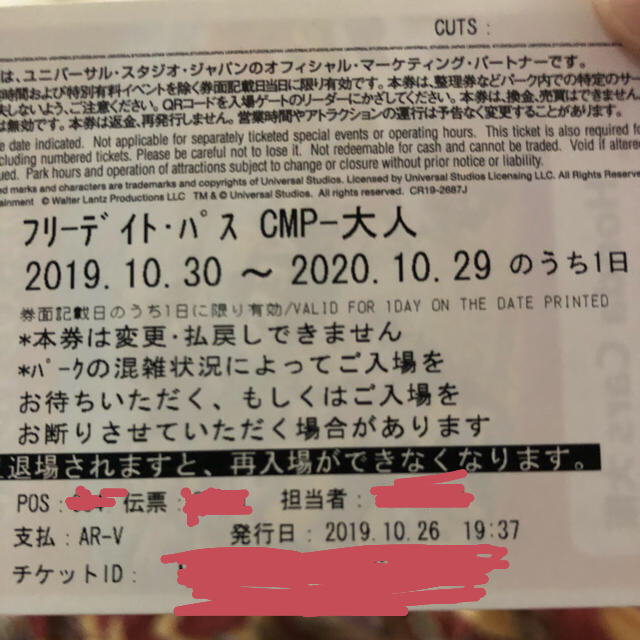 CUTS :
は、ユニバーサル・スタジオ・ジャパンのオフィシャル・マーケティング・パートナーです。
時間および特別有料イベントを除く券面記載日当日に限り有効です。本券は、整理券などパーク内での特定のサー
失しないよう、ご注意ください。QRコードを入場ゲートのリーダーにかざしてください。本券は、換金、売買はできません。
は無効です。本券は返金、再発行しません。営業時間やアトラクションの運行は予告なく変更することがあります。
e date indicated. Not applicable for separately ticketed special events or operating hours. This ticket is also required fo
cluding numbered tickets. Please be careful not to lose it. Not redeemable for cash and cannot be traded. Void if altere
ued. Park hours and operation of attractions subject to change or closure without prior notice or liability.
ed marks and characters are trademarks and copyrights of Universal Studios. Licensed by Universal Studios Licensing LLC. All Rights Reserved.
tainment © Walter Lantz Productions LLC TM & © Universal Studios. All rights reserved. CR19-2687J
フリーデイト・パス CMP-大人
2019.10.30 ～ 2020.10.29 のうち1日
券面記載日のうち1日に限り有効/VALID FOR 1DAY ON THE DATE PRINTED
*本券は変更・払戻しできません
*パークの混雑状況によってご入場を
お待ちいただく、もしくはご入場を
お断りさせていただく場合があります
退場されますと、再入場ができなくなります。
POS : 伝票 : 担当者 :
支払 : AR-V 発行日 : 2019.10.26 19:37
チケットID :